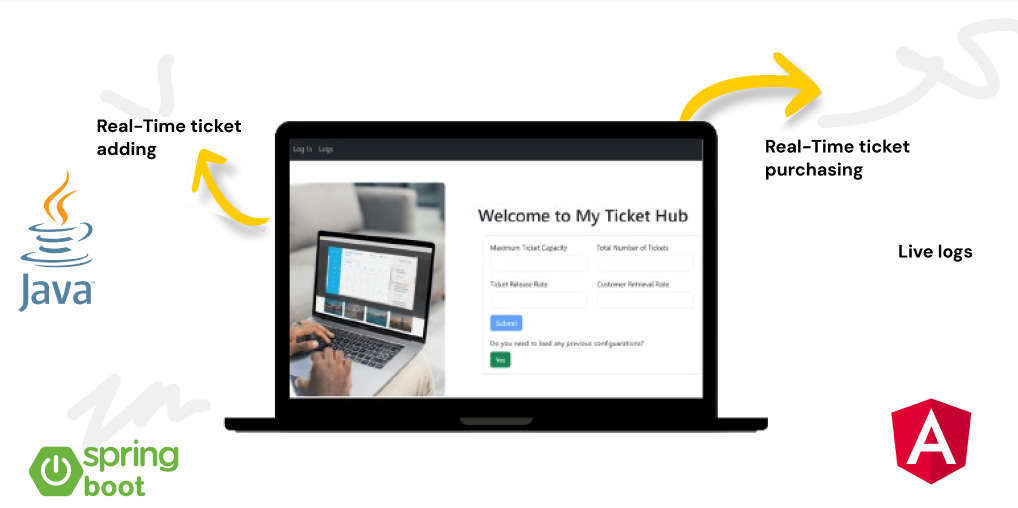 Real-Time ticket
adding
Real-Time ticket
purchasing
Log In Logs
Welcome to My Ticket Hub
Maximum Ticket Capacity Total Number of Tickets
Ticket Release Rate Customer Retrieval Rate
Submit
Do you need to load any previous configuarations?
Yes
Live logs
Java
spring
boot
A